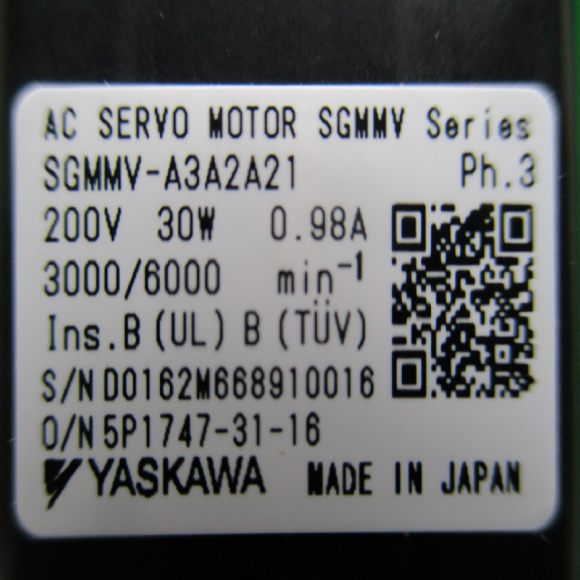 AC SERVO MOTOR SGMMV Series
SGMMV-A3A2A21 Ph.3
200V 30W 0.98A
3000/6000 min⁻¹
Ins.B (UL) B (TÜV)
S/N D0162M668910016
O/N 5P1747-31-16
YASKAWA MADE IN JAPAN